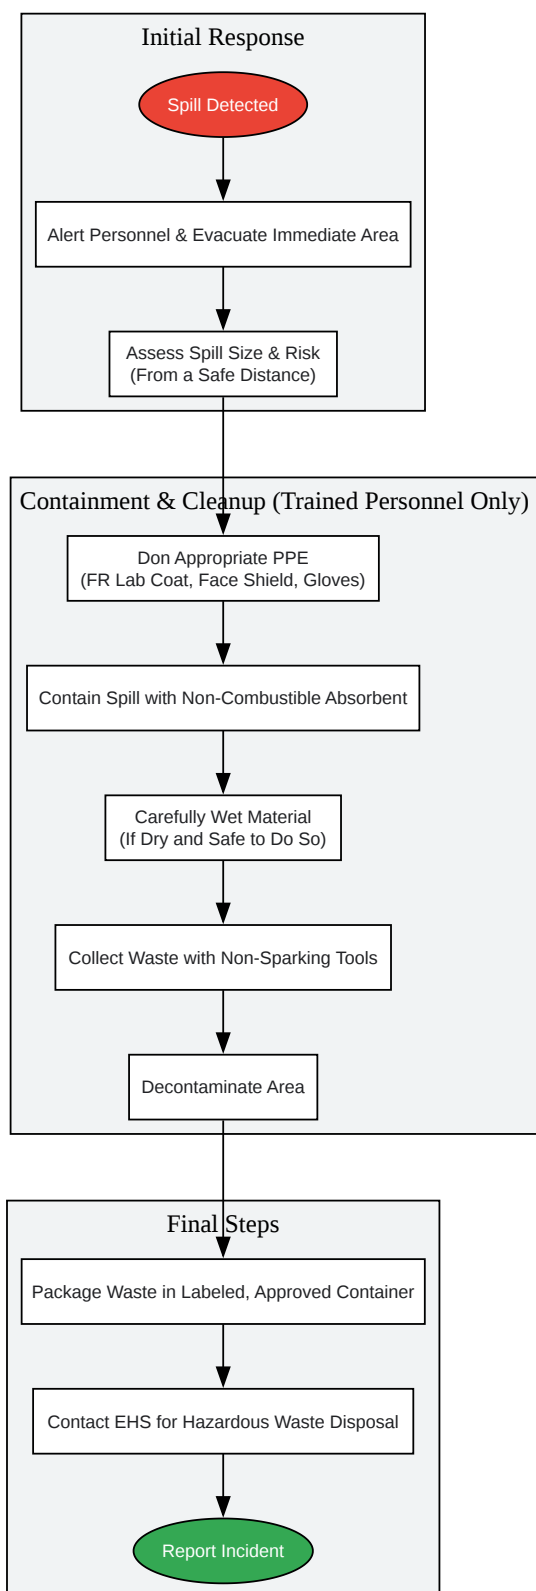 Initial Response
Spill Detected
Alert Personnel & Evacuate Immediate Area
Assess Spill Size & Risk
(From a Safe Distance)
Containment & Cleanup (Trained Personnel Only)
Don Appropriate PPE
(FR Lab Coat, Face Shield, Gloves)
Contain Spill with Non-Combustible Absorbent
Carefully Wet Material
(If Dry and Safe to Do So)
Collect Waste with Non-Sparking Tools
Decontaminate Area
Final Steps
Package Waste in Labeled, Approved Container
Contact EHS for Hazardous Waste Disposal
Report Incident